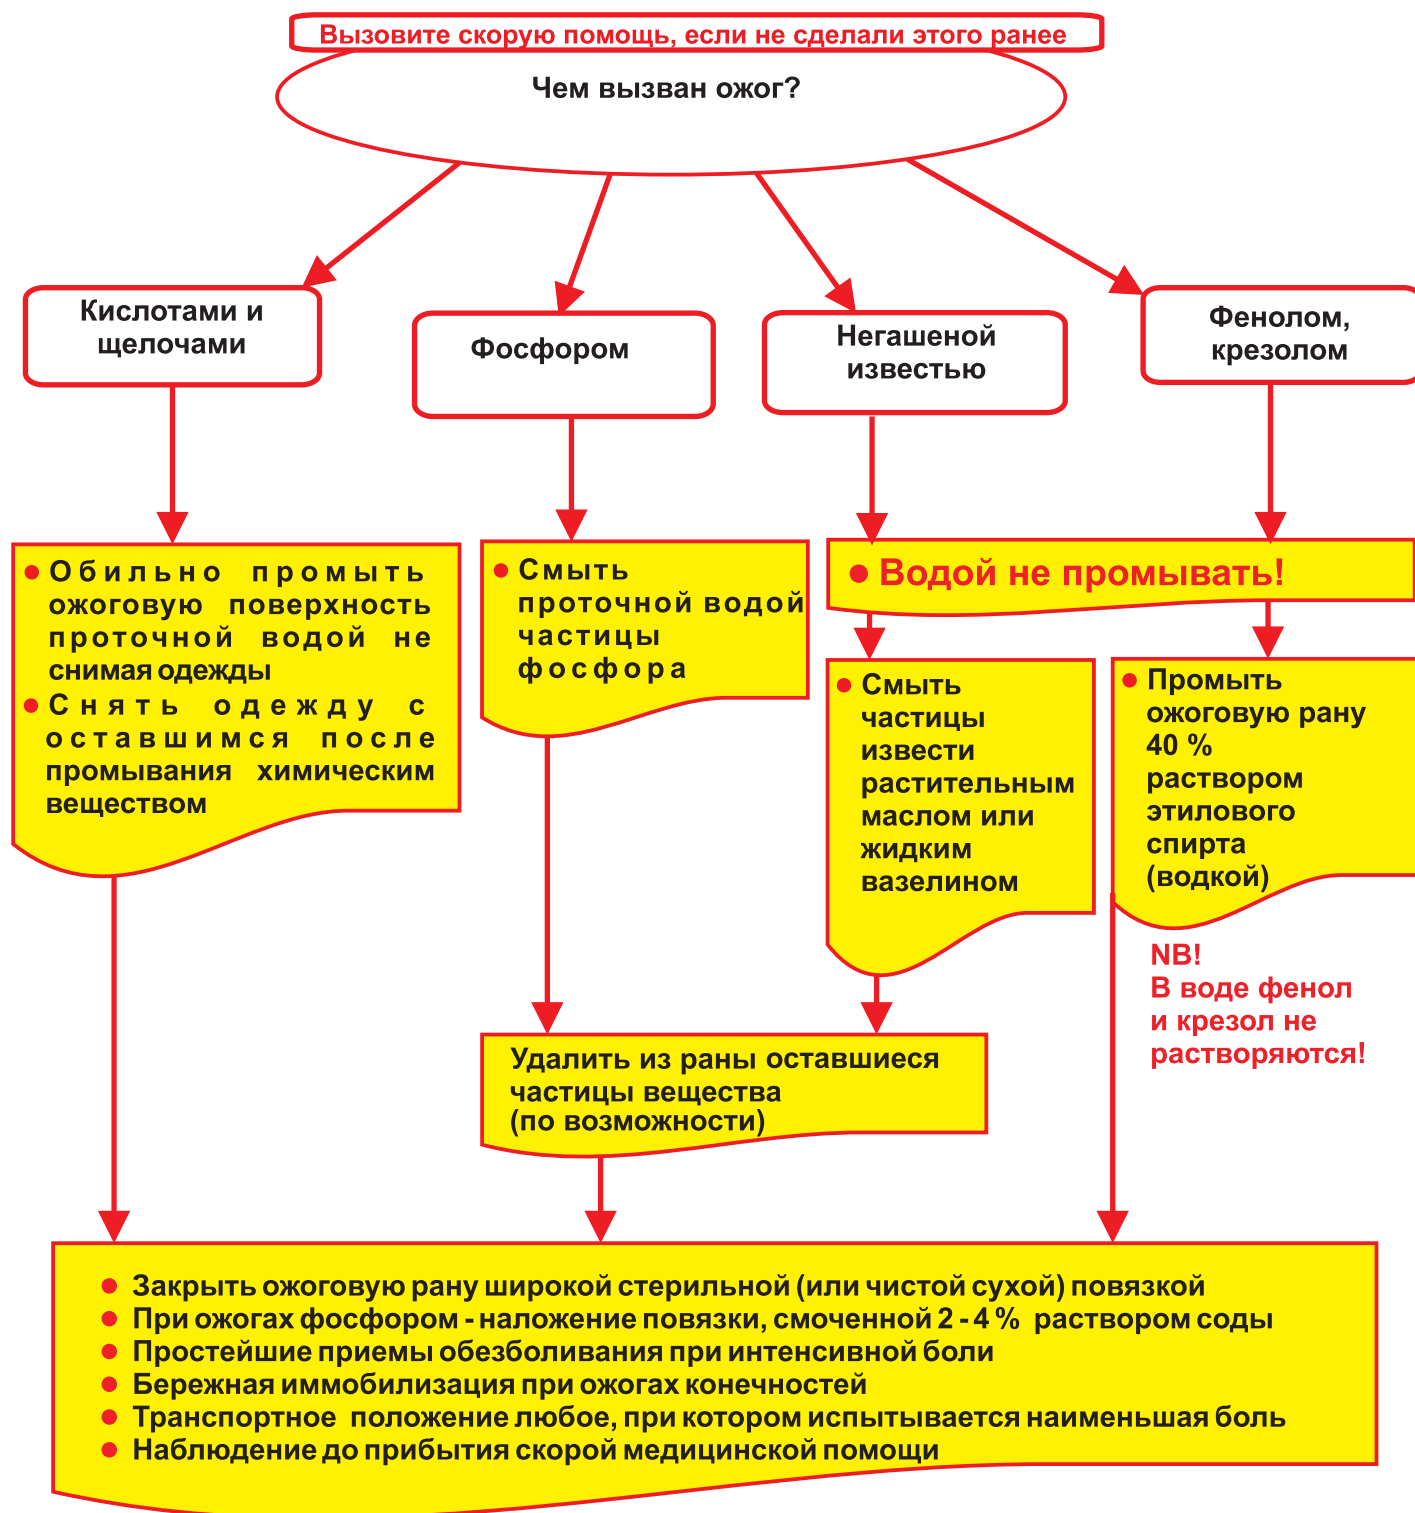 Вызовите скорую помощь, если не сделали этого ранее
Чем вызван ожог?
Кислотами и
щелочами
Фосфором
Негашеной
известью
Фенолом,
крезолом
• Обильно промыть
ожоговую поверхность
проточной водой не
снимая одежды
• Снять одежду с
оставшимся после
промывания химическим
веществом
• Смыть
проточной водой
частицы
фосфора
• Водой не промывать!
• Смыть
частицы
извести
растительным
маслом или
жидким
вазелином
• Промыть
ожоговую рану
40 %
раствором
этилового
спирта
(водкой)
NB!
В воде фенол
и крезол не
растворяются!
Удалить из раны оставшиеся
частицы вещества
(по возможности)
• Закрыть ожоговую рану широкой стерильной (или чистой сухой) повязкой
• При ожогах фосфором - наложение повязки, смоченной 2 - 4 % раствором соды
• Простейшие приемы обезболивания при интенсивной боли
• Бережная иммобилизация при ожогах конечностей
• Транспортное положение любое, при котором испытывается наименьшая боль
• Наблюдение до прибытия скорой медицинской помощи